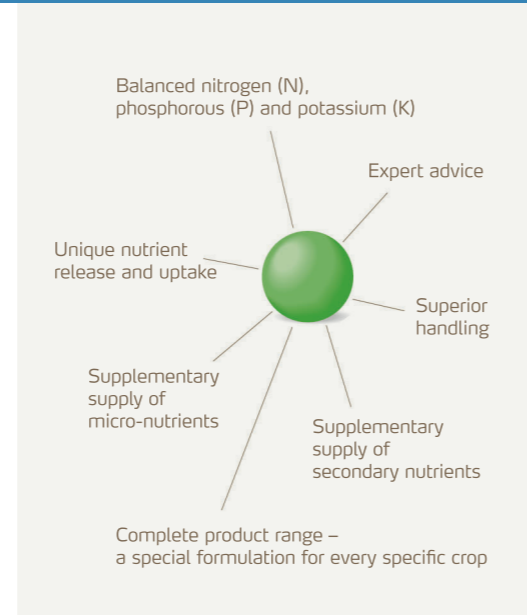 Balanced nitrogen (N),
phosphorous (P) and potassium (K)
Expert advice
Unique nutrient
release and uptake
Superior
handling
Supplementary
supply of
micro-nutrients
Supplementary
supply of
secondary nutrients
Complete product range –
a special formulation for every specific crop